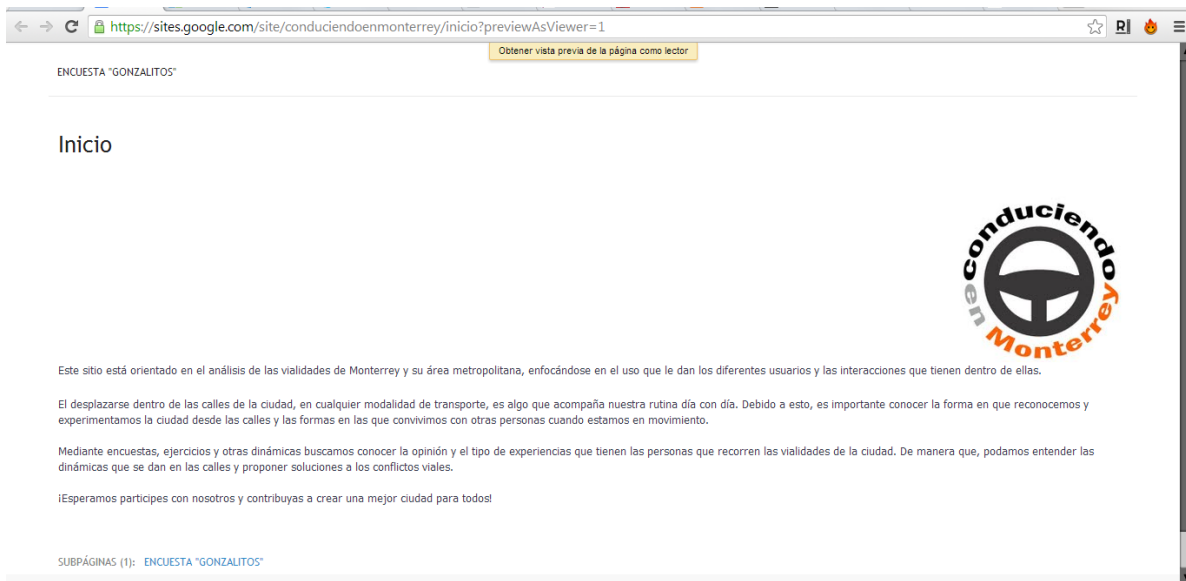 https://sites.google.com/site/conduciendoenmonterrey/inicio?previewAsViewer=1
R
Obtener vista previa de la página como lector
ENCUESTA "GONZALITOS"
Inicio
conduciendo
en Monterrey
Este sitio está orientado en el análisis de las vialidades de Monterrey y su área metropolitana, enfocándose en el uso que le dan los diferentes usuarios y las interacciones que tienen dentro de ellas.
El desplazarse dentro de las calles de la ciudad, en cualquier modalidad de transporte, es algo que acompaña nuestra rutina día con día. Debido a esto, es importante conocer la forma en que reconocemos y
experimentamos la ciudad desde las calles y las formas en las que convivimos con otras personas cuando estamos en movimiento.
Mediante encuestas, ejercicios y otras dinámicas buscamos conocer la opinión y el tipo de experiencias que tienen las personas que recorren las vialidades de la ciudad. De manera que, podamos entender las
dinámicas que se dan en las calles y proponer soluciones a los conflictos viales.
¡Esperamos participes con nosotros y contribuyas a crear una mejor ciudad para todos!
SUBPÁGINAS (1): ENCUESTA "GONZALITOS"